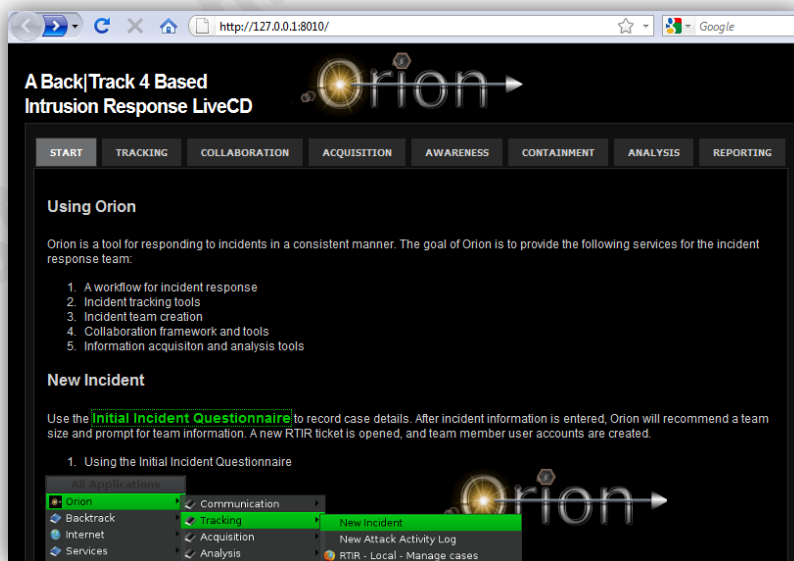 http://127.0.0.1:8010/
Google
A Back|Track 4 Based
Intrusion Response LiveCD
Orion
START TRACKING COLLABORATION ACQUISITION AWARENESS CONTAINMENT ANALYSIS REPORTING
Using Orion
Orion is a tool for responding to incidents in a consistent manner. The goal of Orion is to provide the following services for the incident
response team:
1. A workflow for incident response
2. Incident tracking tools
3. Incident team creation
4. Collaboration framework and tools
5. Information acquisiton and analysis tools
New Incident
Use the Initial Incident Questionnaire to record case details. After incident information is entered, Orion will recommend a team
size and prompt for team information. A new RTIR ticket is opened, and team member user accounts are created.
1. Using the Initial Incident Questionnaire
All Applications
Orion
Backtrack
Internet
Services
Communication
Tracking
Acquisition
Analysis
New Incident
New Attack Activity Log
RTIR - Local - Manage cases
Orion